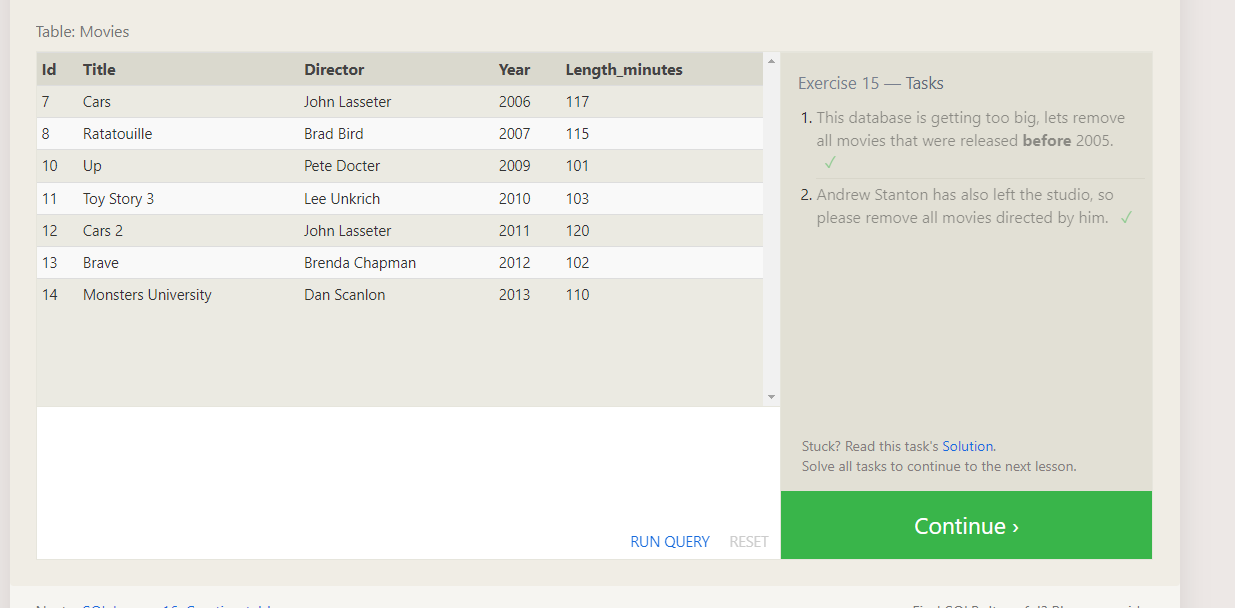 Table: Movies
Id Title Director Year Length_minutes
7 Cars John Lasseter 2006 117
8 Ratatouille Brad Bird 2007 115
10 Up Pete Docter 2009 101
11 Toy Story 3 Lee Unkrich 2010 103
12 Cars 2 John Lasseter 2011 120
13 Brave Brenda Chapman 2012 102
14 Monsters University Dan Scanlon 2013 110
RUN QUERY RESET
Exercise 15 — Tasks
1. This database is getting too big, lets remove
all movies that were released before 2005.
✓
2. Andrew Stanton has also left the studio, so
please remove all movies directed by him. ✓
Stuck? Read this task's Solution.
Solve all tasks to continue to the next lesson.
Continue ›